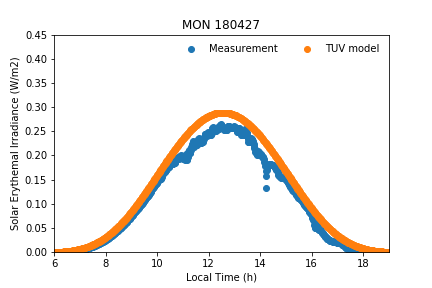 MON 180427
Measurement TUV model
Solar Erythemal Irradiance (W/m2)
0.45
0.40
0.35
0.30
0.25
0.20
0.15
0.10
0.05
0.00
6 8 10 12 14 16 18
Local Time (h)